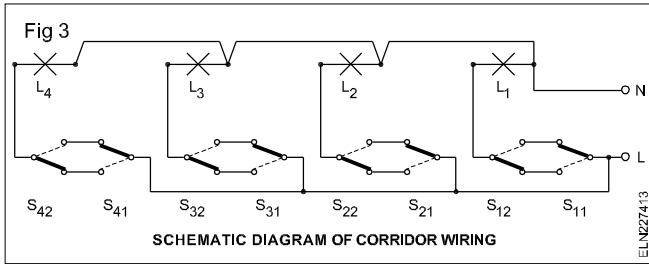 Fig 3
L4 L3 L2 L1
N
L
S42 S41 S32 S31 S22 S21 S12 S11
SCHEMATIC DIAGRAM OF CORRIDOR WIRING
ELN227413